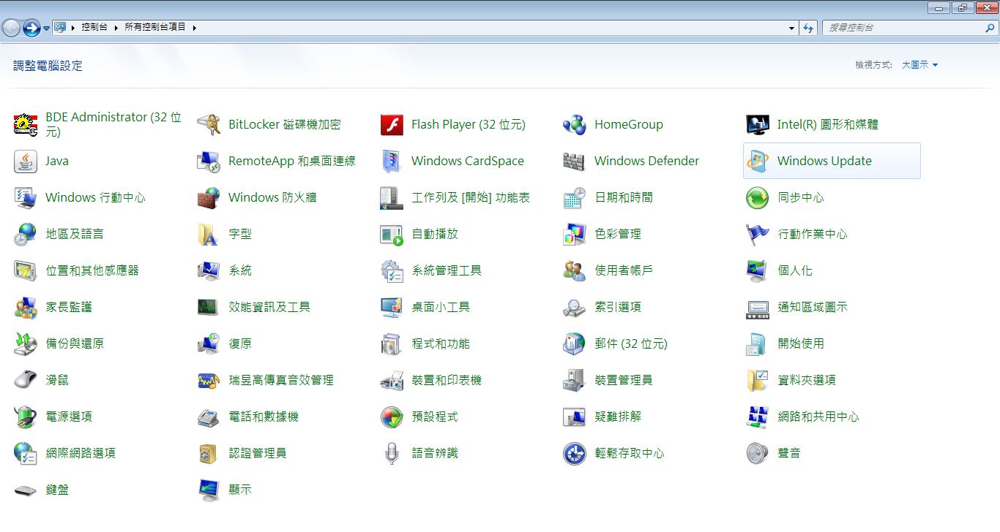 控制台 所有控制台項目
搜尋控制台
調整電腦設定
檢視方式: 大圖示
BDE Administrator (32 位
元)
BitLocker 磁碟機加密
Flash Player (32 位元)
HomeGroup
Intel(R) 圖形和媒體
Java
RemoteApp 和桌面連線
Windows CardSpace
Windows Defender
Windows Update
Windows 行動中心
Windows 防火牆
工作列及 [開始] 功能表
日期和時間
同步中心
地區及語言
字型
自動播放
色彩管理
行動作業中心
位置和其他感應器
系統
系統管理工具
使用者帳戶
個人化
家長監護
效能資訊及工具
桌面小工具
索引選項
通知區域圖示
備份與還原
復原
程式和功能
郵件 (32 位元)
開始使用
滑鼠
瑞昱高傳真音效管理
裝置和印表機
裝置管理員
資料夾選項
電源選項
電話和數據機
預設程式
疑難排解
網路和共用中心
網際網路選項
認證管理員
語音辨識
輕鬆存取中心
聲音
鍵盤
顯示